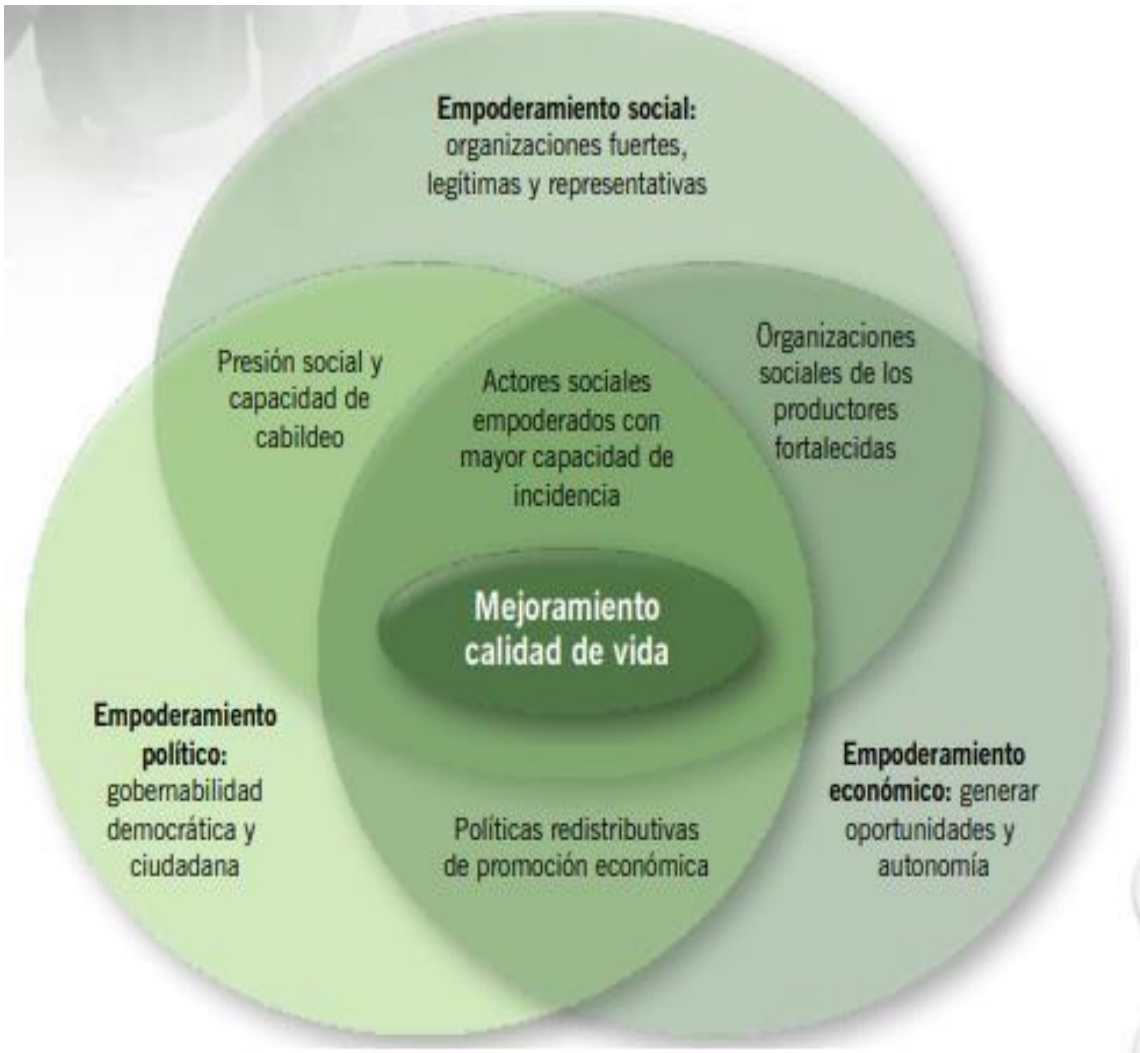 Empoderamiento social:
organizaciones fuertes,
legítimas y representativas
Presión social y
capacidad de
cabildeo
Actores sociales
empoderados con
mayor capacidad de
incidencia
Organizaciones
sociales de los
productores
fortalecidas
Mejoramiento
calidad de vida
Empoderamiento
político:
gobernabilidad
democrática y
ciudadana
Políticas redistributivas
de promoción económica
Empoderamiento
económico: generar
oportunidades y
autonomía